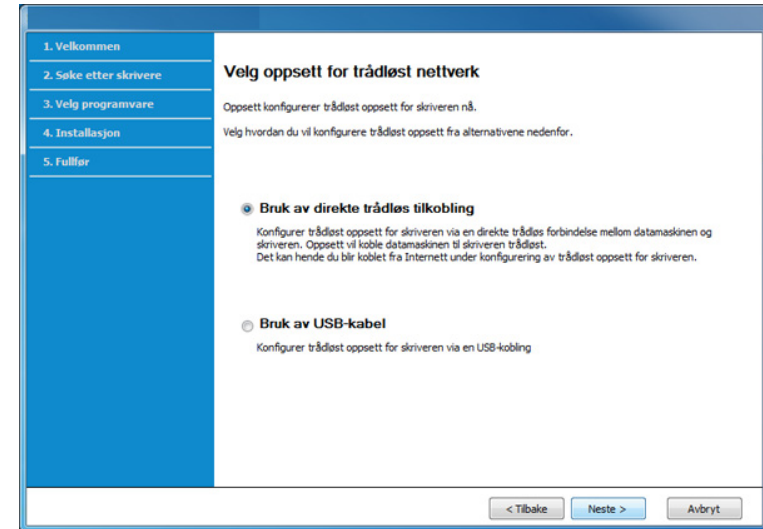 1. Velkommen
2. Søke etter skrivere
3. Velg programvare
4. Installasjon
5. Fullfør
Velg oppsett for trådløst nettverk
Oppsett konfigurerer trådløst oppsett for skriveren nå.
Velg hvordan du vil konfigurere trådløst oppsett fra alternativene nedenfor.
Bruk av direkte trådløs tilkobling
Konfigurer trådløst oppsett for skriveren via en direkte trådløs forbindelse mellom datamaskinen og
skriveren. Oppsett vil koble datamaskinen til skriveren trådløst.
Det kan hende du blir koblet fra Internett under konfigurering av trådløst oppsett for skriveren.
Bruk av USB-kabel
Konfigurer trådløst oppsett for skriveren via en USB-kobling
< Tilbake
Neste >
Avbryt